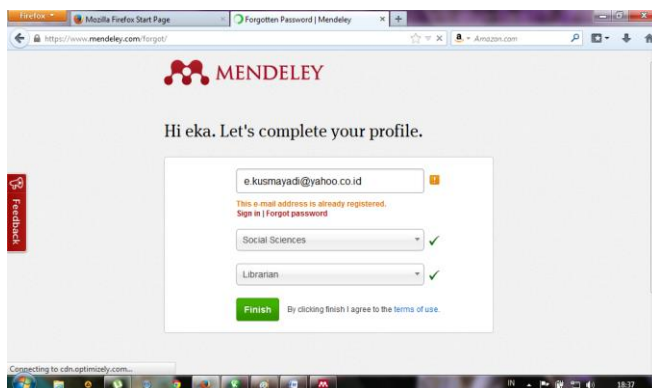 Firefox
Mozilla Firefox Start Page
Forgotten Password | Mendeley
https://www.mendeley.com/forgot/
Amazon.com
MENDELEY
Hi eka. Let's complete your profile.
e.kusmayadi@yahoo.co.id
This e-mail address is already registered.
Sign in | Forgot password
Social Sciences
Librarian
Finish By clicking finish I agree to the terms of use.
Feedback
Connecting to cdn.optimizely.com...
IN 18:37